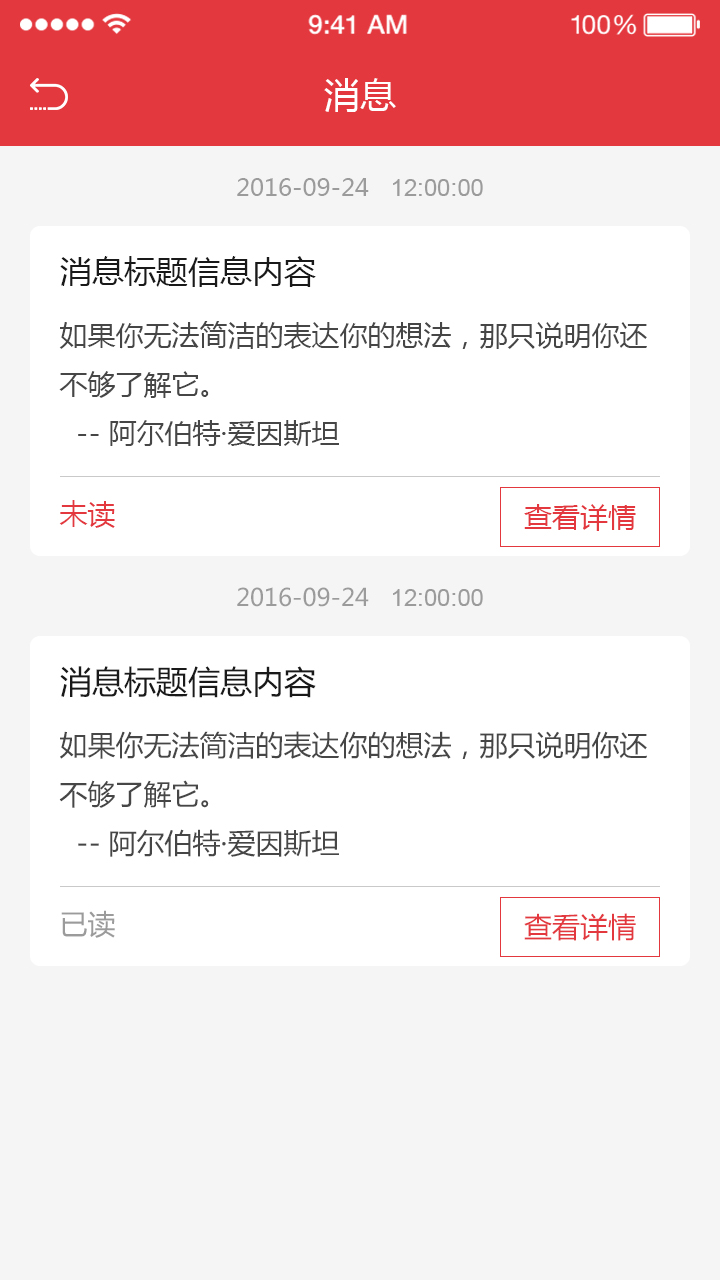 9:41 AM 100%
消息
2016-09-24 12:00:00
消息标题信息内容
如果你无法简洁的表达你的想法，那只说明你还
不够了解它。
-- 阿尔伯特·爱因斯坦
未读 查看详情
2016-09-24 12:00:00
消息标题信息内容
如果你无法简洁的表达你的想法，那只说明你还
不够了解它。
-- 阿尔伯特·爱因斯坦
已读 查看详情